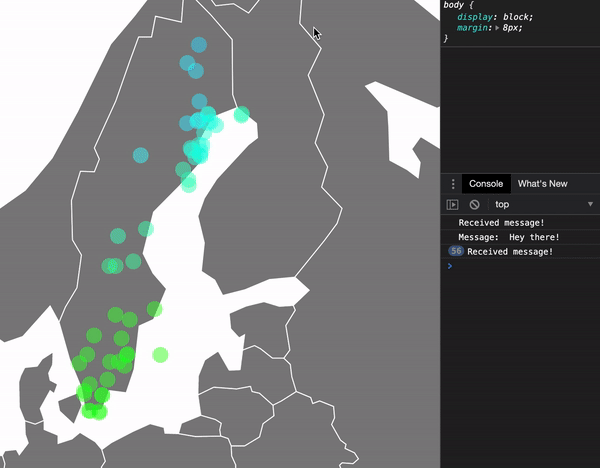 body {
display: block;
margin: 8px;
}
Console What's New
top
Received message!
Message: Hey there!
56 Received message!